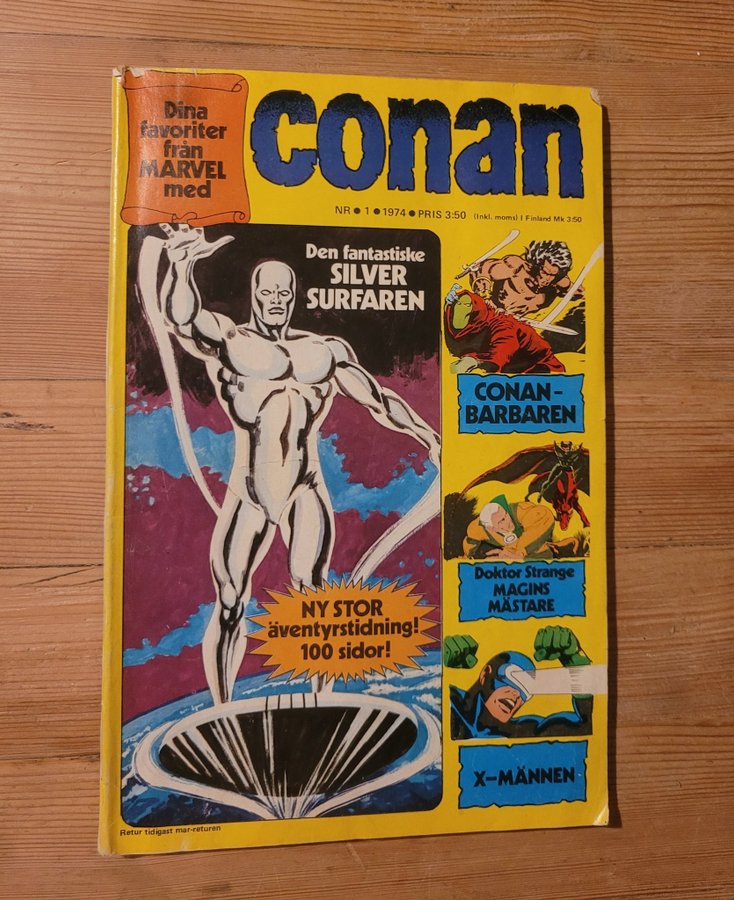 Dina
favoriter
från
MARVEL
med
conan
NR • 1 • 1974 • PRIS 3:50 (Inkl. moms) I Finland Mk 3:50
Den fantastiske
SILVER
SURFAREN
CONAN-
BARBAREN
Doktor Strange
MAGINS
MÄSTARE
NY STOR
äventyrstidning!
100 sidor!
X-MÄNNEN
Retur tidigast mar-returen